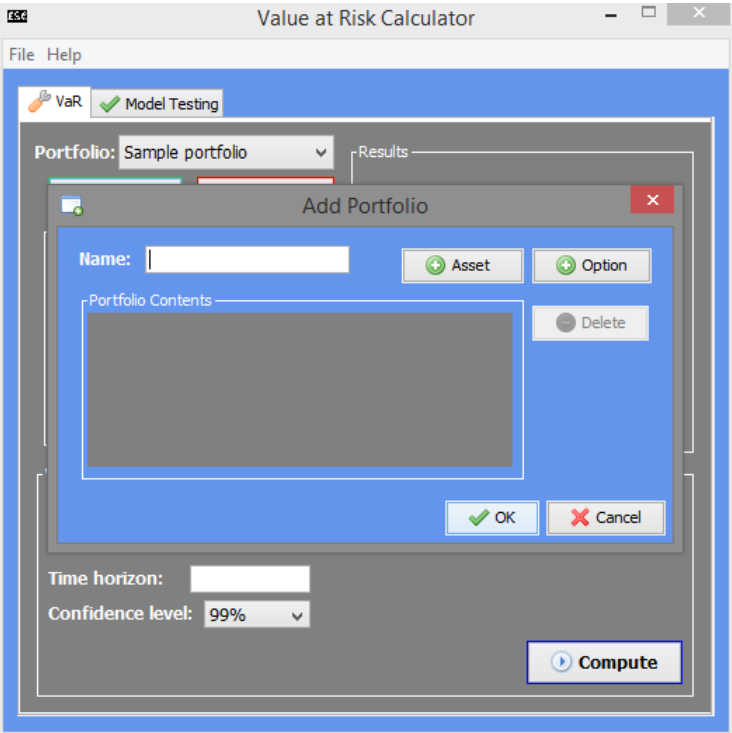 Value at Risk Calculator
File Help
VaR Model Testing
Portfolio: Sample portfolio
Results
Add Portfolio
Name:
Asset
Option
Portfolio Contents
Delete
OK
Cancel
Time horizon:
Confidence level: 99%
Compute